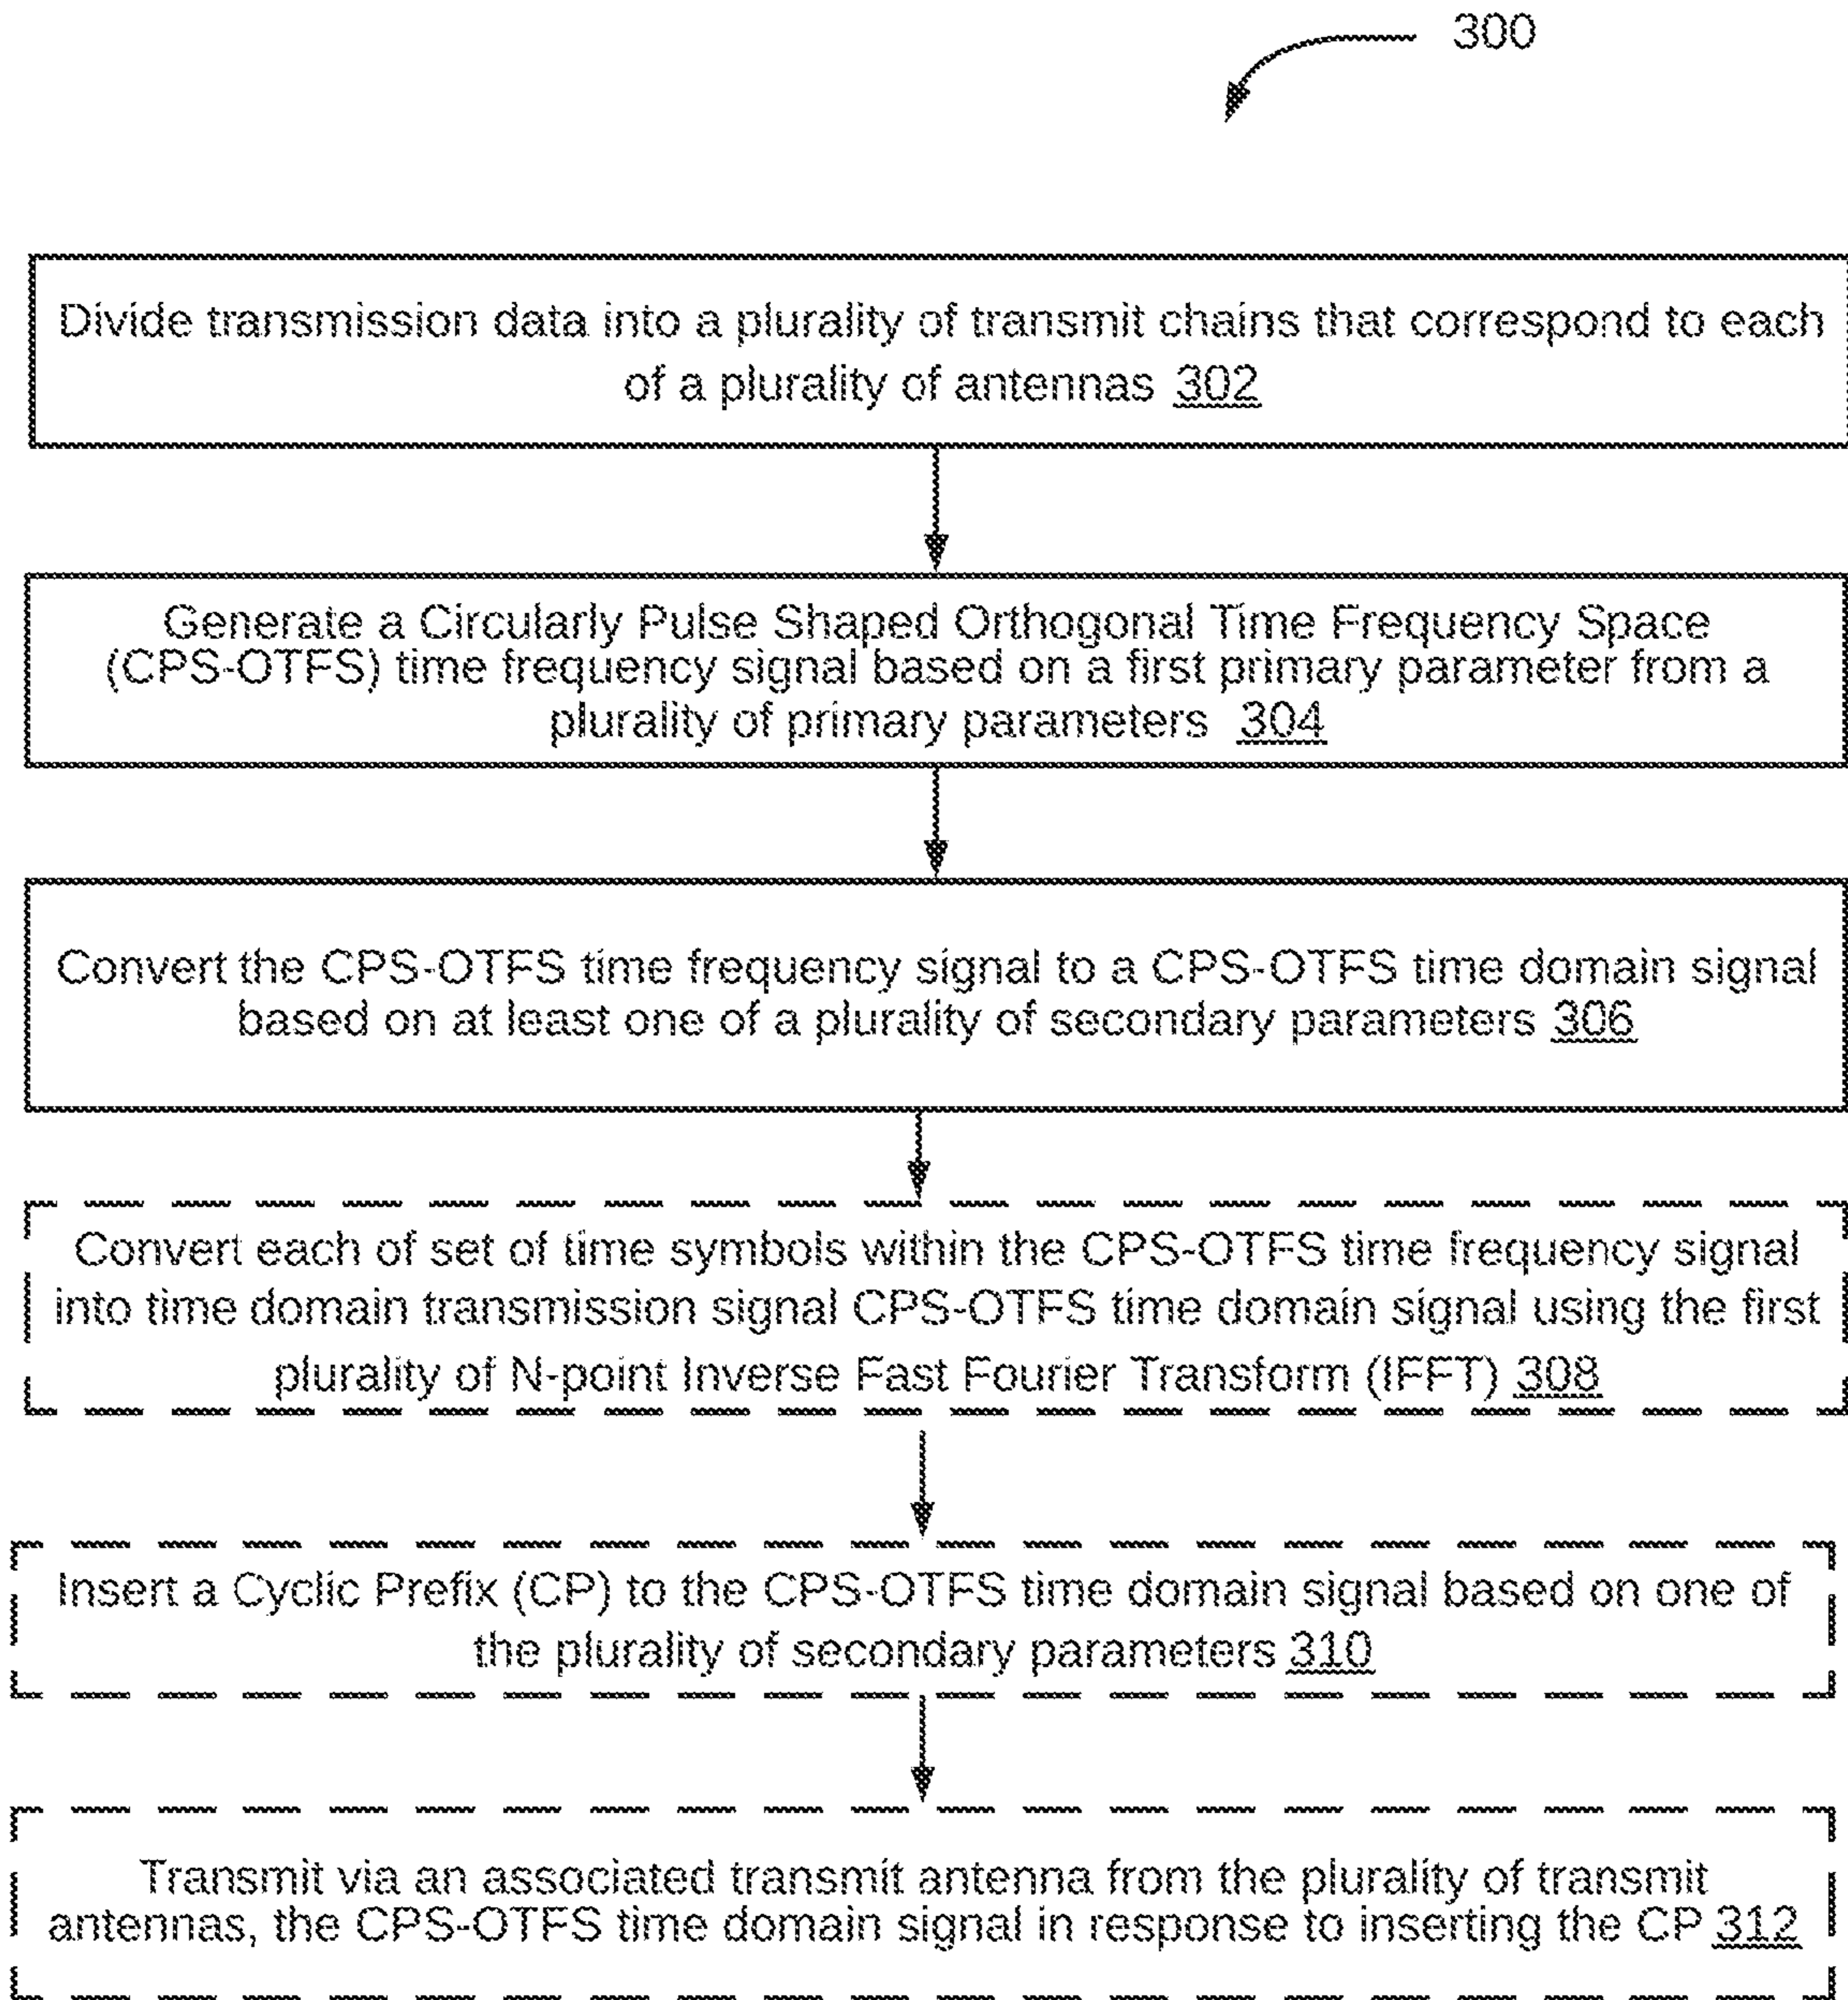 300
Divide transmission data into a plurality of transmit chains that correspond to each
of a plurality of antennas 302
Generate a Circularly Pulse Shaped Orthogonal Time Frequency Space
(CPS-OTFS) time frequency signal based on a first primary parameter from a
plurality of primary parameters 304
Convert the CPS-OTFS time frequency signal to a CPS-OTFS time domain signal
based on at least one of a plurality of secondary parameters 306
Convert each of set of time symbols within the CPS-OTFS time frequency signal
into time domain transmission signal CPS-OTFS time domain signal using the first
plurality of N-point Inverse Fast Fourier Transform (IFFT) 308
Insert a Cyclic Prefix (CP) to the CPS-OTFS time domain signal based on one of
the plurality of secondary parameters 310
Transmit via an associated transmit antenna from the plurality of transmit
antennas, the CPS-OTFS time domain signal in response to inserting the CP 312